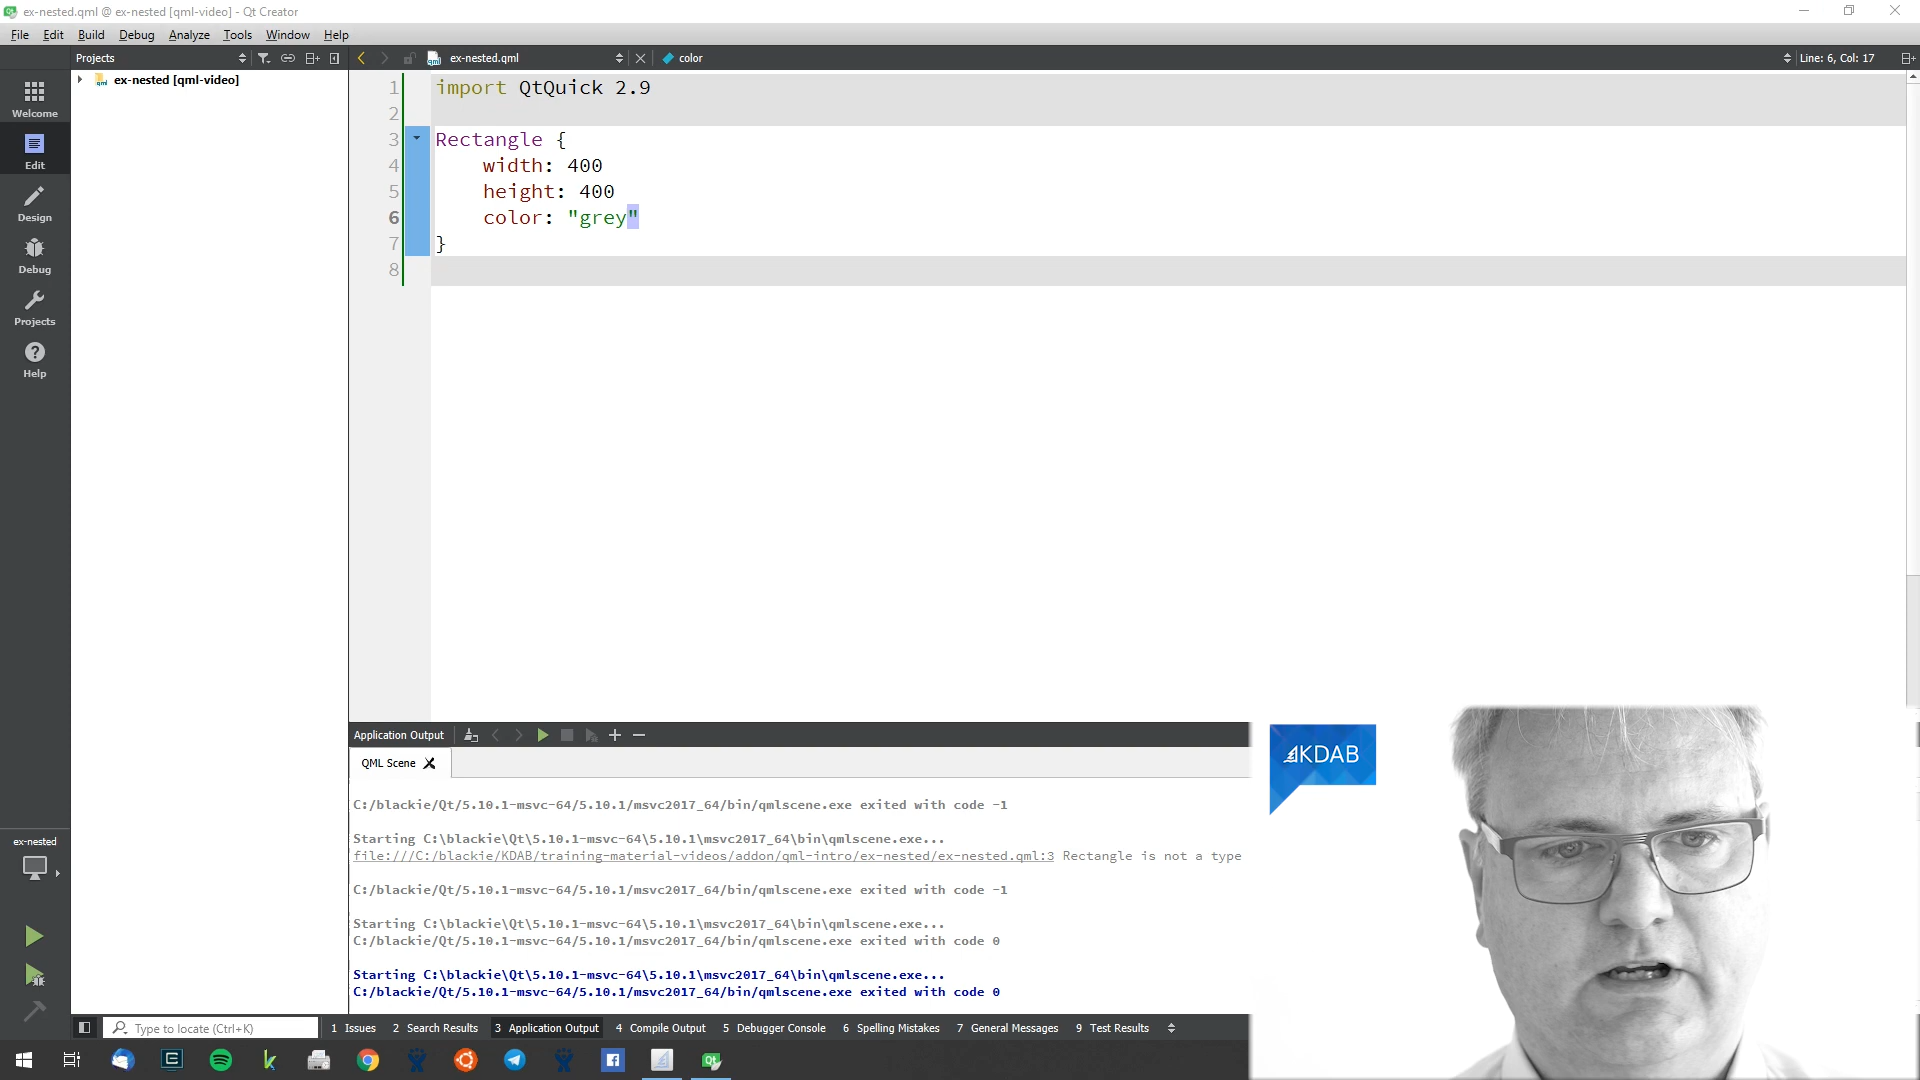 ex-nested.qml @ ex-nested [qml-video] - Qt Creator
File Edit Build Debug Analyze Tools Window Help
Projects ex-nested.qml color Line: 6, Col: 17
ex-nested [qml-video]
Welcome
Edit
Design
Debug
Projects
Help
1 import QtQuick 2.9
2
3 Rectangle {
4 width: 400
5 height: 400
6 color: "grey"
7 }
8
Application Output
QML Scene
C:/blackie/Qt/5.10.1-msvc-64/5.10.1/msvc2017_64/bin/qmlscene.exe exited with code -1
Starting C:\blackie\Qt\5.10.1-msvc-64\5.10.1\msvc2017_64\bin\qmlscene.exe...
file:///C:/blackie/KDAB/training-material-videos/addon/qml-intro/ex-nested/ex-nested.qml:3 Rectangle is not a type
C:/blackie/Qt/5.10.1-msvc-64/5.10.1/msvc2017_64/bin/qmlscene.exe exited with code -1
Starting C:\blackie\Qt\5.10.1-msvc-64\5.10.1\msvc2017_64\bin\qmlscene.exe...
C:/blackie/Qt/5.10.1-msvc-64/5.10.1/msvc2017_64/bin/qmlscene.exe exited with code 0
Starting C:\blackie\Qt\5.10.1-msvc-64\5.10.1\msvc2017_64\bin\qmlscene.exe...
C:/blackie/Qt/5.10.1-msvc-64/5.10.1/msvc2017_64/bin/qmlscene.exe exited with code 0
KDAB
ex-nested
Type to locate (Ctrl+K) 1 Issues 2 Search Results 3 Application Output 4 Compile Output 5 Debugger Console 6 Spelling Mistakes 7 General Messages 9 Test Results